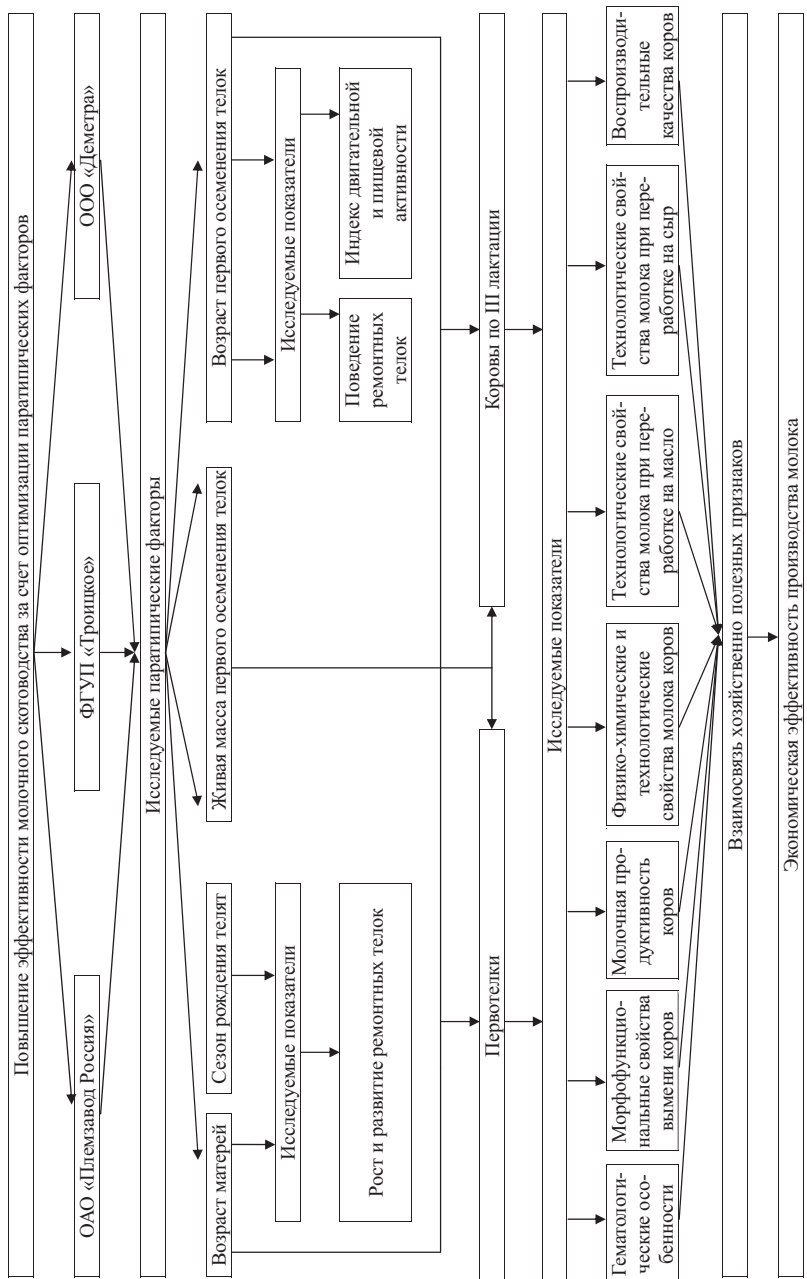 Повышение эффективности молочного скотоводства за счет оптимизации паратипических факторов
ОАО «Племзавод Россия»
ФГУП «Троицкое»
ООО «Деметра»
Исследуемые паратипические факторы
Возраст матерей
Сезон рождения телят
Живая масса первого осеменения телок
Возраст первого осеменения телок
Исследуемые показатели
Исследуемые показатели
Рост и развитие ремонтных телок
Поведение
ремонтных
телок
Индекс двигательной
и пищевой
активности
Первотелки
Коровы по III лактации
Исследуемые показатели
Гематологи-
ческие осо-
бенности
Морфофункцио-
нальные свойства
вымени коров
Молочная про-
дуктивность
коров
Физико-химические и
технологические
свойства молока коров
Технологические свой-
ства молока при пере-
работке на масло
Технологические свой-
ства молока при пере-
работке на сыр
Воспроизводи-
тельные
качества коров
Взаимосвязь хозяйственно полезных признаков
Экономическая эффективность производства молока